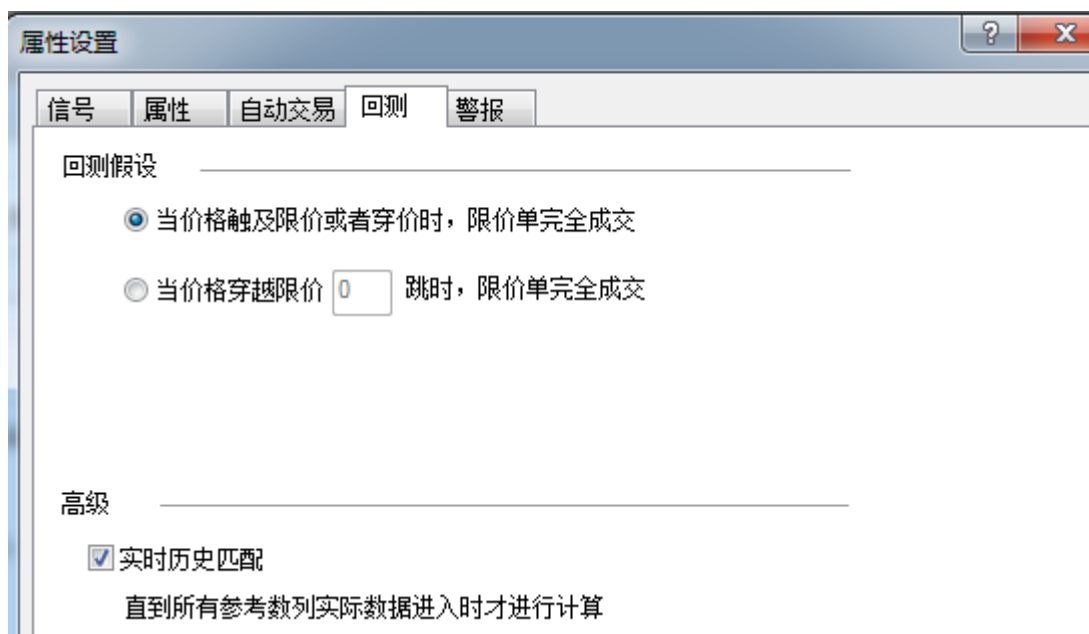 属性设置
信号 属性 自动交易 回测 警报
回测假设
当价格触及限价或者穿价时，限价单完全成交
当价格穿越限价 0 跳时，限价单完全成交
高级
实时历史匹配
直到所有参考数列实际数据进入时才进行计算